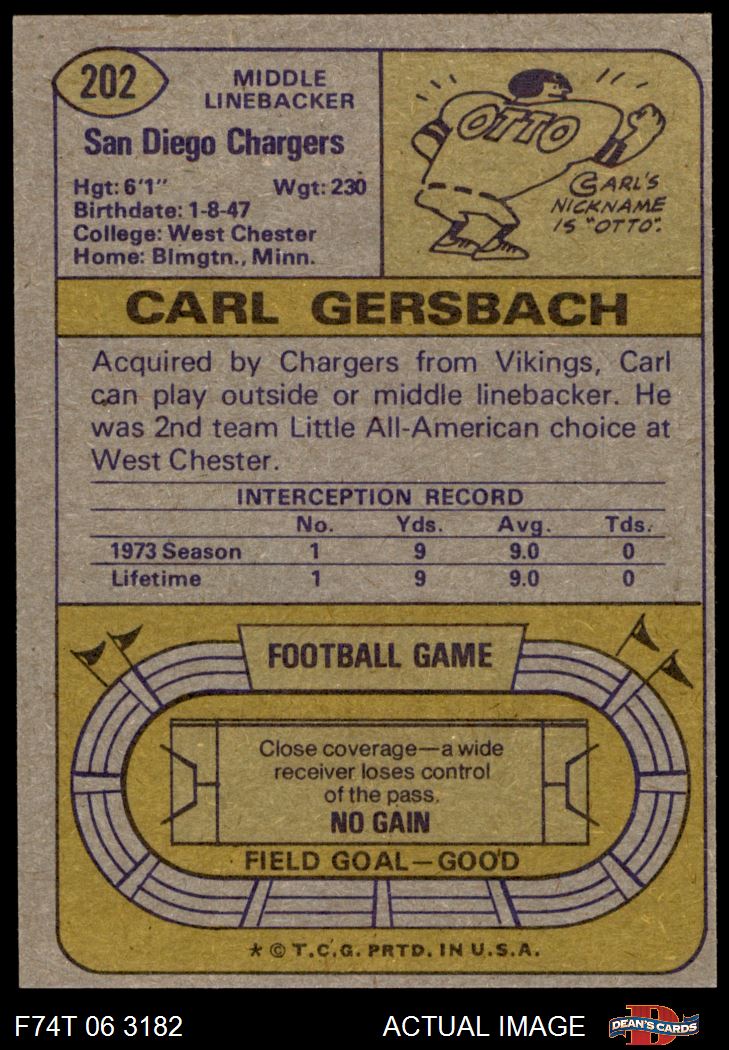 202
MIDDLE
LINEBACKER
San Diego Chargers
Hgt: 6'1" Wgt: 230
Birthdate: 1-8-47
College: West Chester
Home: Blmgtn., Minn.
OTTO
CARL'S
NICKNAME
IS "OTTO".
CARL GERSBACH
Acquired by Chargers from Vikings, Carl
can play outside or middle linebacker. He
was 2nd team Little All-American choice at
West Chester.
INTERCEPTION RECORD
No. Yds. Avg. Tds.
1973 Season 1 9 9.0 0
Lifetime 1 9 9.0 0
FOOTBALL GAME
Close coverage—a wide
receiver loses control
of the pass.
NO GAIN
FIELD GOAL—GOOD
* © T.C.G. PRTD. IN U.S.A.
F74T 06 3182 ACTUAL IMAGE
D
DEAN'S CARDS